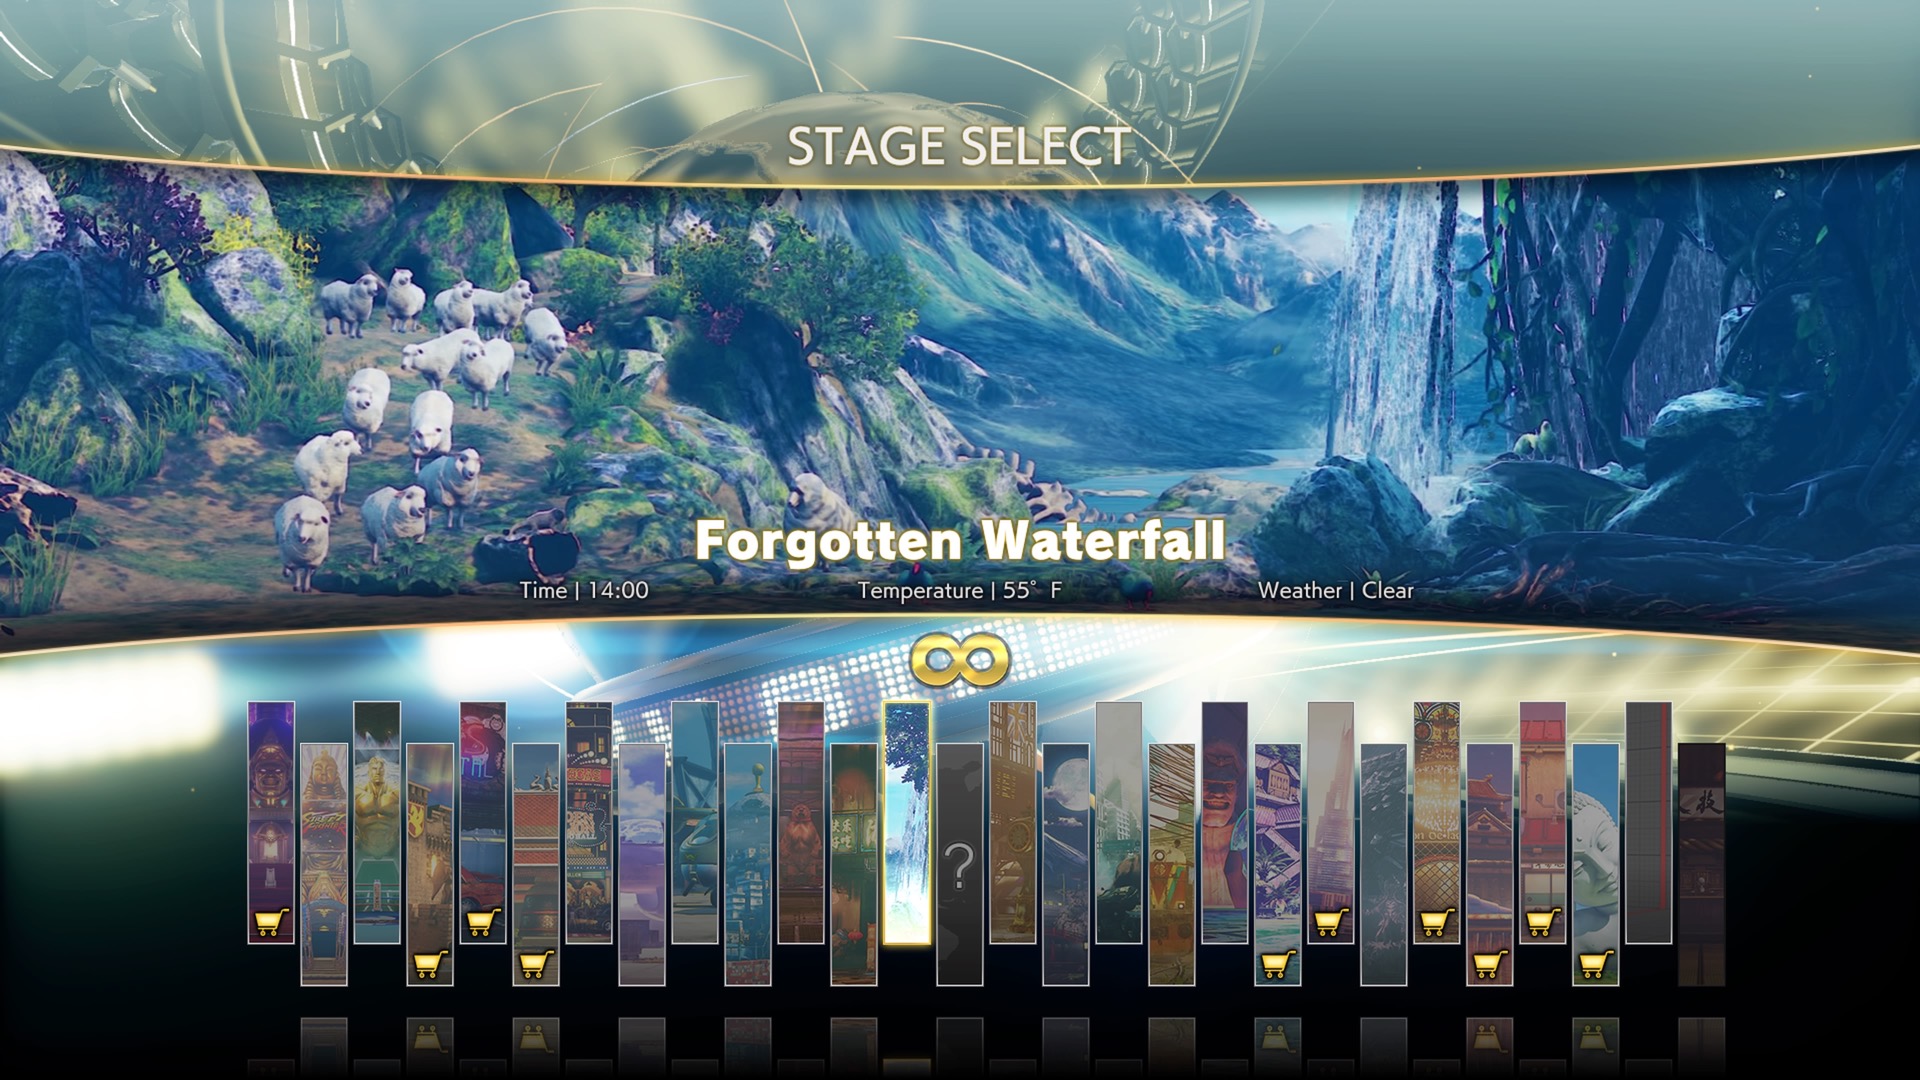 STAGE SELECT
Forgotten Waterfall
Time | 14:00
Temperature | 55° F
Weather | Clear
?